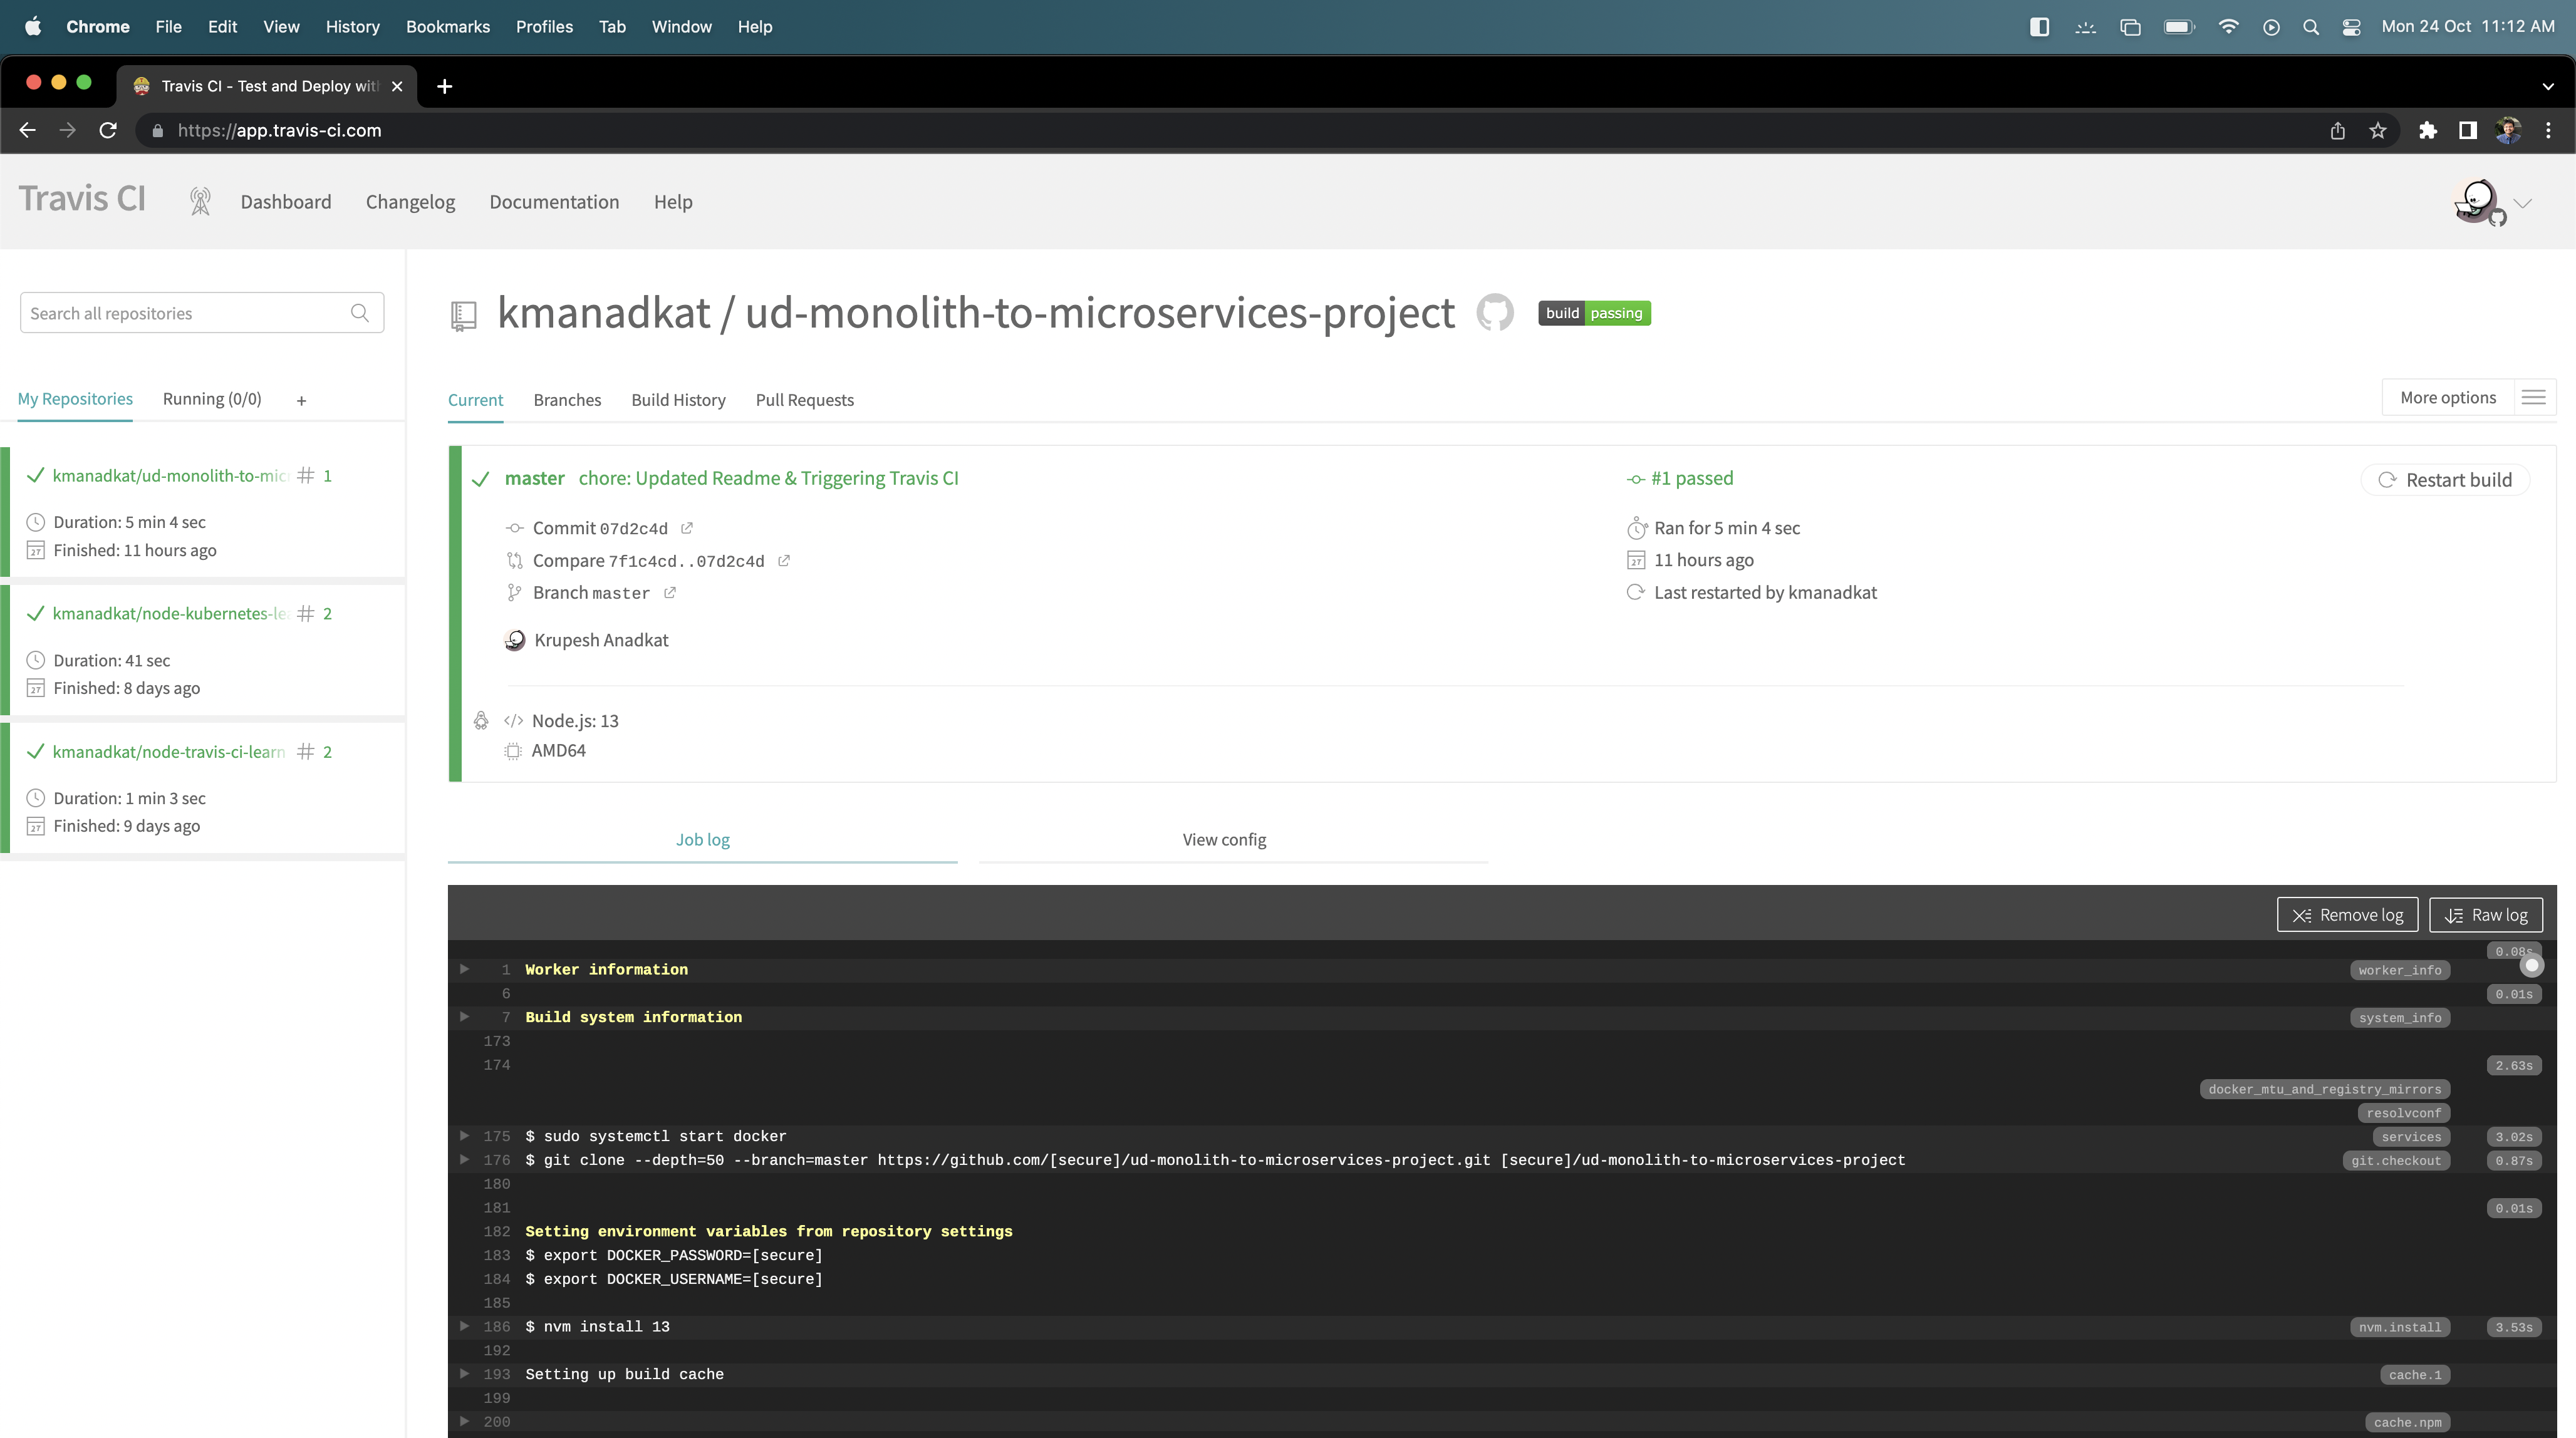 Chrome File Edit View History Bookmarks Profiles Tab Window Help Mon 24 Oct 11:12 AM
Travis CI - Test and Deploy with
https://app.travis-ci.com
Travis CI Dashboard Changelog Documentation Help
Search all repositories
My Repositories Running (0/0) +
kmanadkat/ud-monolith-to-mic # 1
Duration: 5 min 4 sec
27 Finished: 11 hours ago
kmanadkat/node-kubernetes-lea # 2
Duration: 41 sec
27 Finished: 8 days ago
kmanadkat/node-travis-ci-learn # 2
Duration: 1 min 3 sec
27 Finished: 9 days ago
kmanadkat / ud-monolith-to-microservices-project build passing
Current Branches Build History Pull Requests More options
master chore: Updated Readme & Triggering Travis CI
Commit 07d2c4d
Compare 7f1c4cd..07d2c4d
Branch master
Krupesh Anadkat
#1 passed
Ran for 5 min 4 sec
27 11 hours ago
Last restarted by kmanadkat
Restart build
</> Node.js: 13
AMD64
Job log View config
Remove log Raw log
0.08s
1 Worker information worker_info
6 0.01s
7 Build system information system_info
173
174 2.63s
docker_mtu_and_registry_mirrors
resolvconf
175 $ sudo systemctl start docker services 3.02s
176 $ git clone --depth=50 --branch=master https://github.com/[secure]/ud-monolith-to-microservices-project.git [secure]/ud-monolith-to-microservices-project git.checkout 0.87s
180
181 0.01s
182 Setting environment variables from repository settings
183 $ export DOCKER_PASSWORD=[secure]
184 $ export DOCKER_USERNAME=[secure]
185
186 $ nvm install 13 nvm.install 3.53s
192
193 Setting up build cache cache.1
199
200 cache.npm